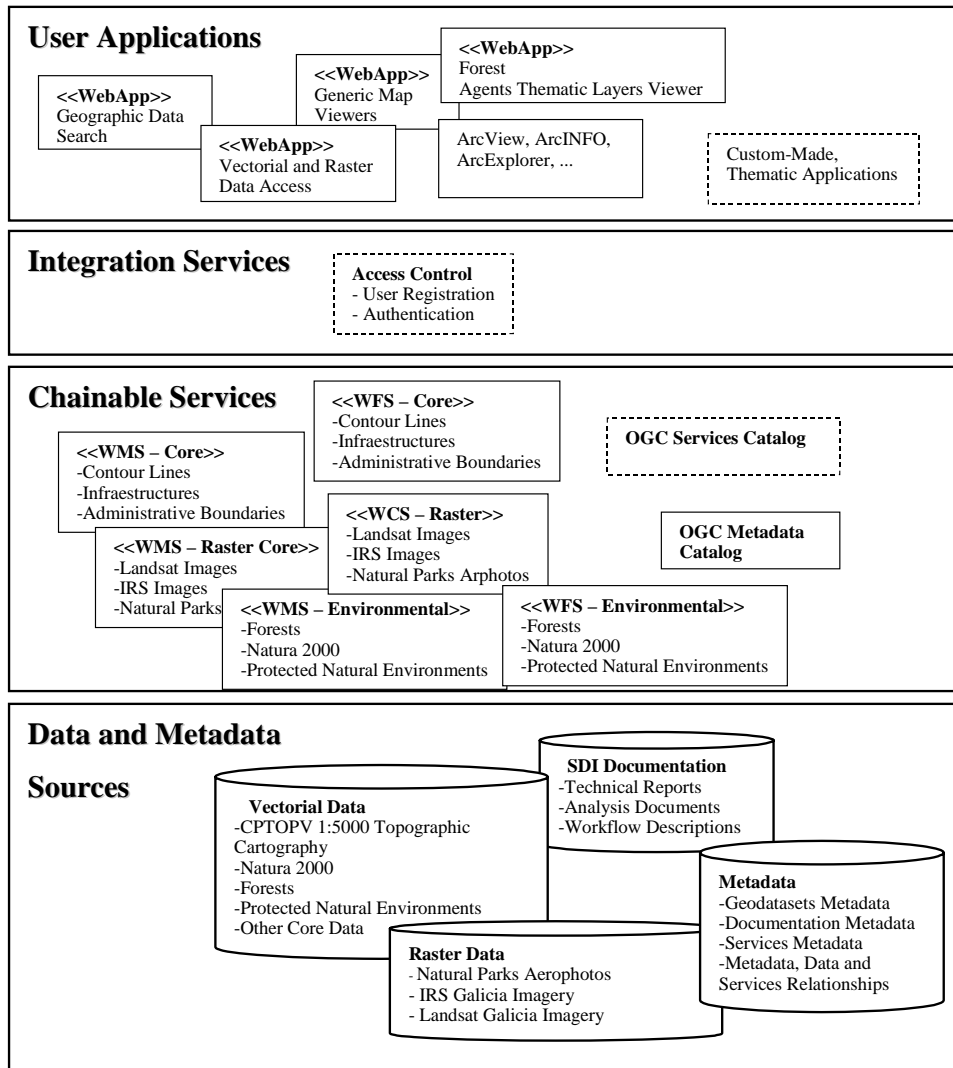 User Applications
<<WebApp>>
Geographic Data
Search
<<WebApp>>
Vectorial and Raster
Data Access
<<WebApp>>
Generic Map
Viewers
<<WebApp>>
Forest
Agents Thematic Layers Viewer
ArcView, ArcINFO,
ArcExplorer, ...
Custom-Made,
Thematic Applications
Integration Services
Access Control
- User Registration
- Authentication
Chainable Services
<<WMS – Core>>
-Contour Lines
-Infraestructures
-Administrative Boundaries
<<WFS – Core>>
-Contour Lines
-Infraestructures
-Administrative Boundaries
OGC Services Catalog
<<WMS – Raster Core>>
-Landsat Images
-IRS Images
-Natural Parks
<<WCS – Raster>>
-Landsat Images
-IRS Images
-Natural Parks Arphotos
OGC Metadata
Catalog
<<WMS – Environmental>>
-Forests
-Natura 2000
-Protected Natural Environments
<<WFS – Environmental>>
-Forests
-Natura 2000
-Protected Natural Environments
Data and Metadata
Sources
Vectorial Data
-CPTOPV 1:5000 Topographic
Cartography
-Natura 2000
-Forests
-Protected Natural Environments
-Other Core Data
SDI Documentation
-Technical Reports
-Analysis Documents
-Workflow Descriptions
Metadata
-Geodatasets Metadata
-Documentation Metadata
-Services Metadata
-Metadata, Data and
Services Relationships
Raster Data
- Natural Parks Aerophotos
- IRS Galicia Imagery
- Landsat Galicia Imagery